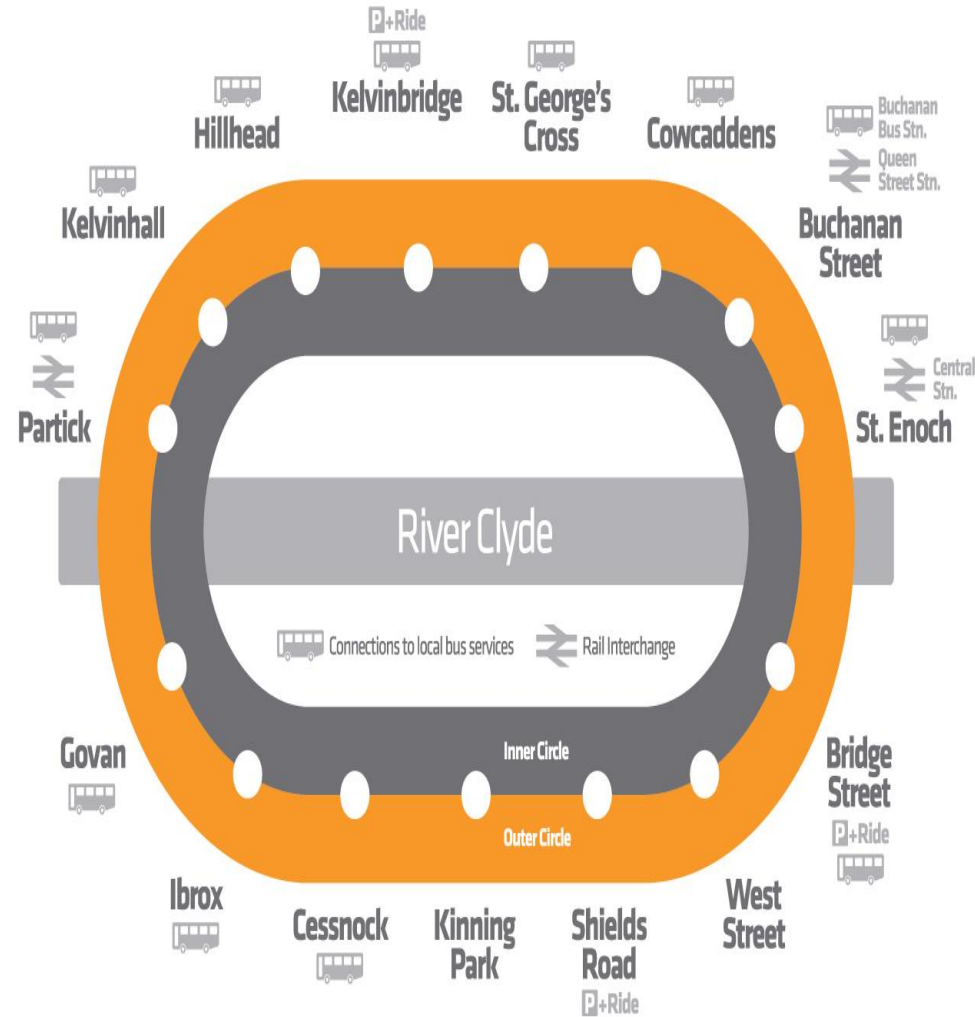 P+Ride
Kelvinbridge
St. George's
Cross
Hillhead
Cowcaddens
Buchanan
Bus Stn.
Queen
Street Stn.
Kelvinhall
Buchanan
Street
Partick
Central
Stn.
St. Enoch
River Clyde
Connections to local bus services
Rail Interchange
Inner Circle
Outer Circle
Govan
Bridge
Street
P+Ride
Ibrox
Cessnock
Kinning
Park
Shields
Road
P+Ride
West
Street